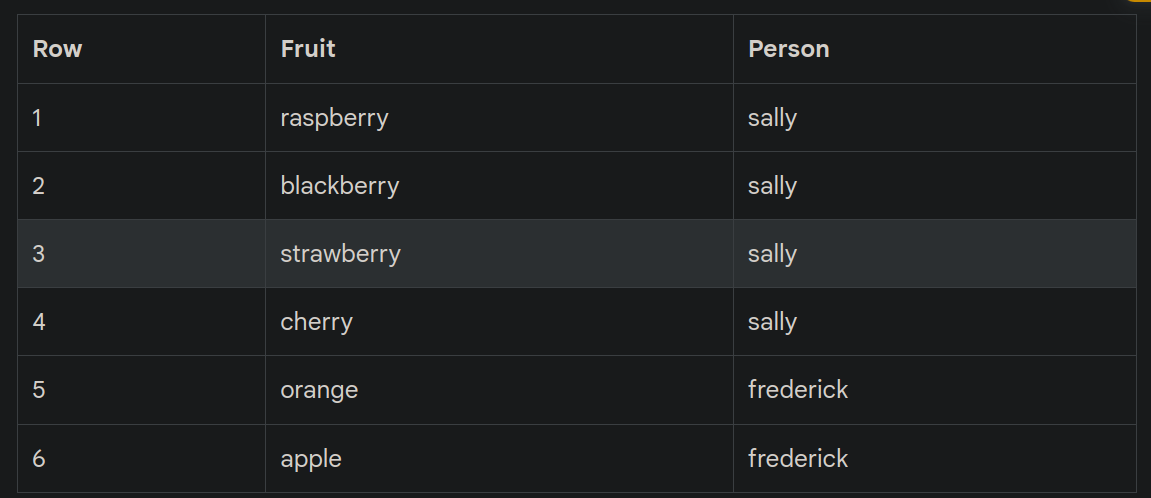 Row Fruit Person
1 raspberry sally
2 blackberry sally
3 strawberry sally
4 cherry sally
5 orange frederick
6 apple frederick